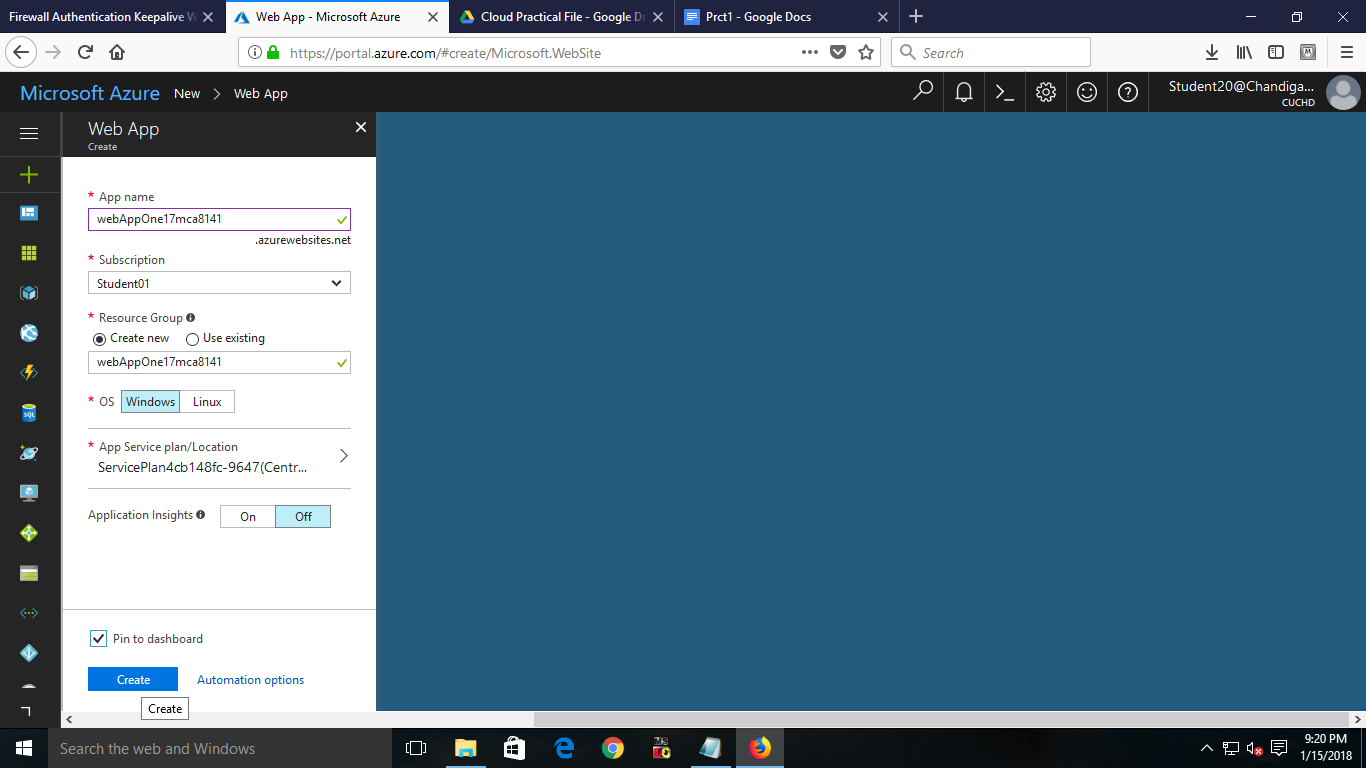 Firewall Authentication Keepalive W
Web App - Microsoft Azure
Cloud Practical File - Google Dr
Prct1 - Google Docs
https://portal.azure.com/#create/Microsoft.WebSite
Search
Microsoft Azure New > Web App
Student20@Chandiga...
CUCHD
Web App
Create
* App name
webAppOne17mca8141
.azurewebsites.net
* Subscription
Student01
* Resource Group
Create new Use existing
webAppOne17mca8141
* OS Windows Linux
* App Service plan/Location
ServicePlan4cb148fc-9647(Centr...
Application Insights On Off
Pin to dashboard
Create Automation options
Create
Search the web and Windows
9:20 PM
1/15/2018